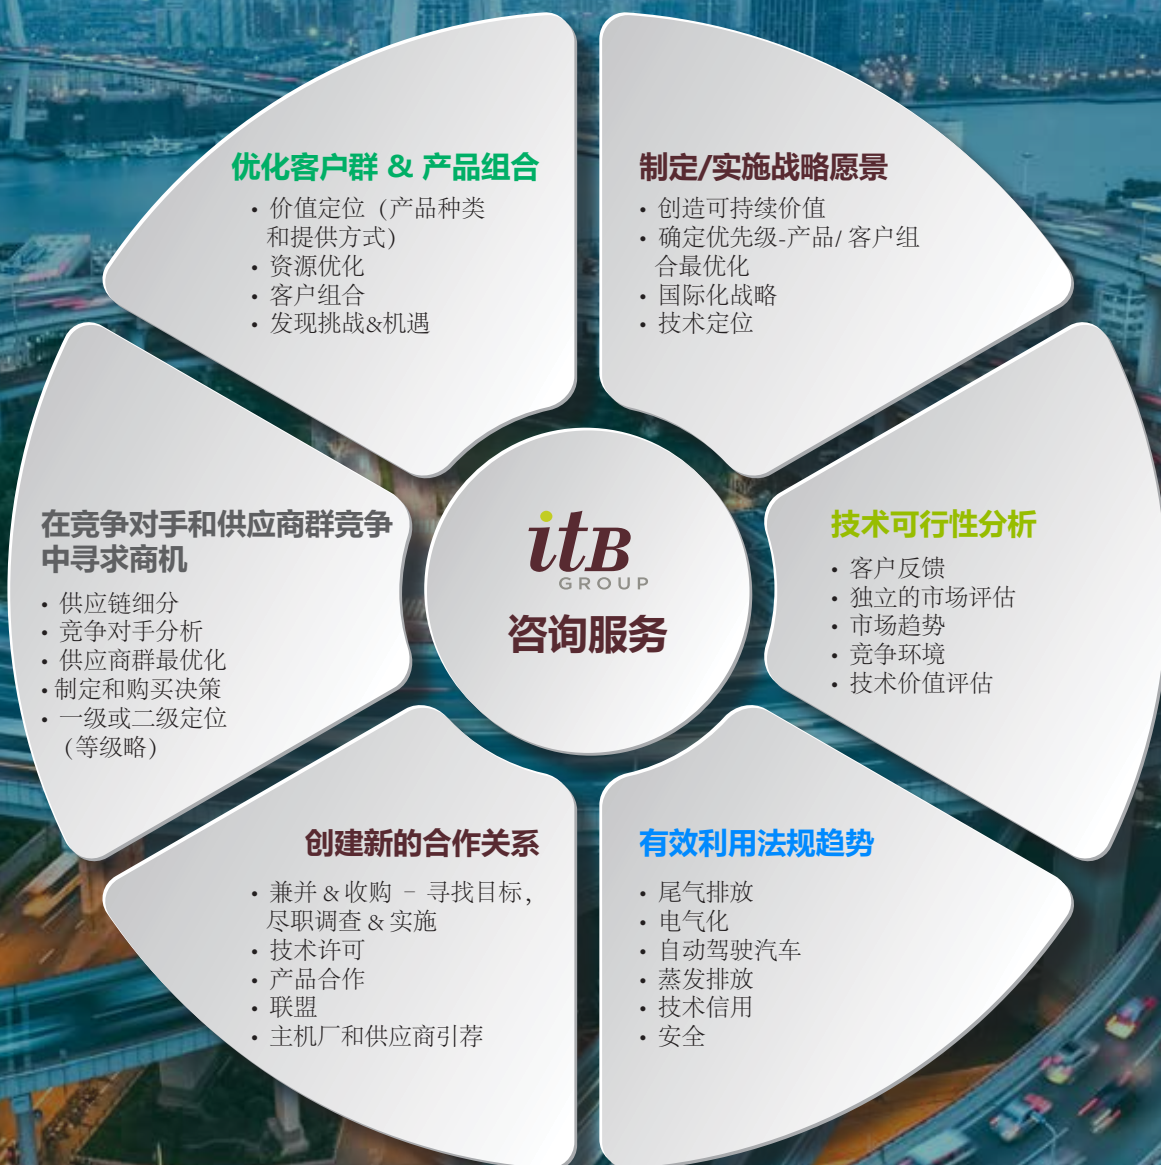 优化客户群 & 产品组合
• 价值定位（产品种类
和提供方式）
• 资源优化
• 客户组合
• 发现挑战&机遇
制定/实施战略愿景
• 创造可持续价值
• 确定优先级-产品/ 客户组
合最优化
• 国际化战略
• 技术定位
在竞争对手和供应商群竞争
中寻求商机
• 供应链细分
• 竞争对手分析
• 供应商群最优化
• 制定和购买决策
• 一级或二级定位
（等级略）
itB
GROUP
咨询服务
技术可行性分析
• 客户反馈
• 独立的市场评估
• 市场趋势
• 竞争环境
• 技术价值评估
创建新的合作关系
• 兼并 & 收购 – 寻找目标，
尽职调查 & 实施
• 技术许可
• 产品合作
• 联盟
• 主机厂和供应商引荐
有效利用法规趋势
• 尾气排放
• 电气化
• 自动驾驶汽车
• 蒸发排放
• 技术信用
• 安全